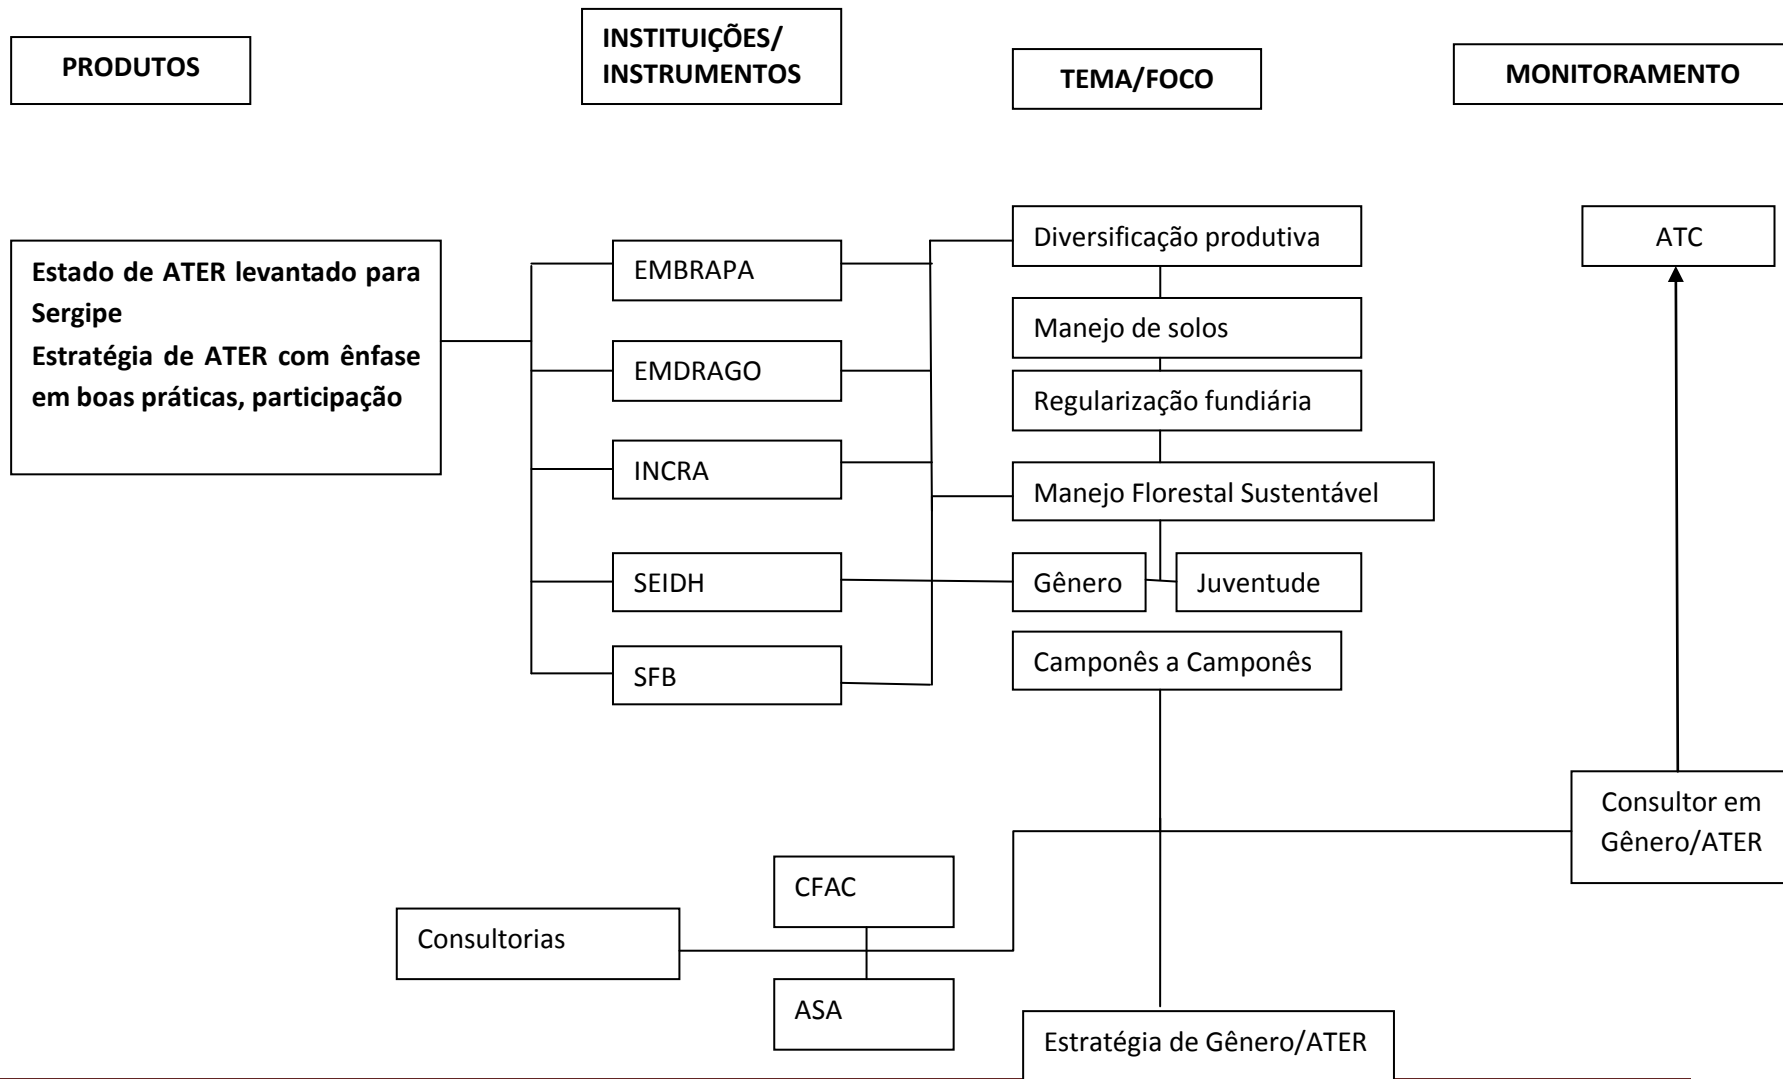 PRODUTOS
INSTITUIÇÕES/
INSTRUMENTOS
TEMA/FOCO
MONITORAMENTO
Estado de ATER levantado para
Sergipe
Estratégia de ATER com ênfase
em boas práticas, participação
EMBRAPA
EMDRAGO
INCRA
SEIDH
SFB
Diversificação produtiva
Manejo de solos
Regularização fundiária
Manejo Florestal Sustentável
Gênero
Juventude
Camponês a Camponês
ATC
Consultor em
Gênero/ATER
Consultorias
CFAC
ASA
Estratégia de Gênero/ATER